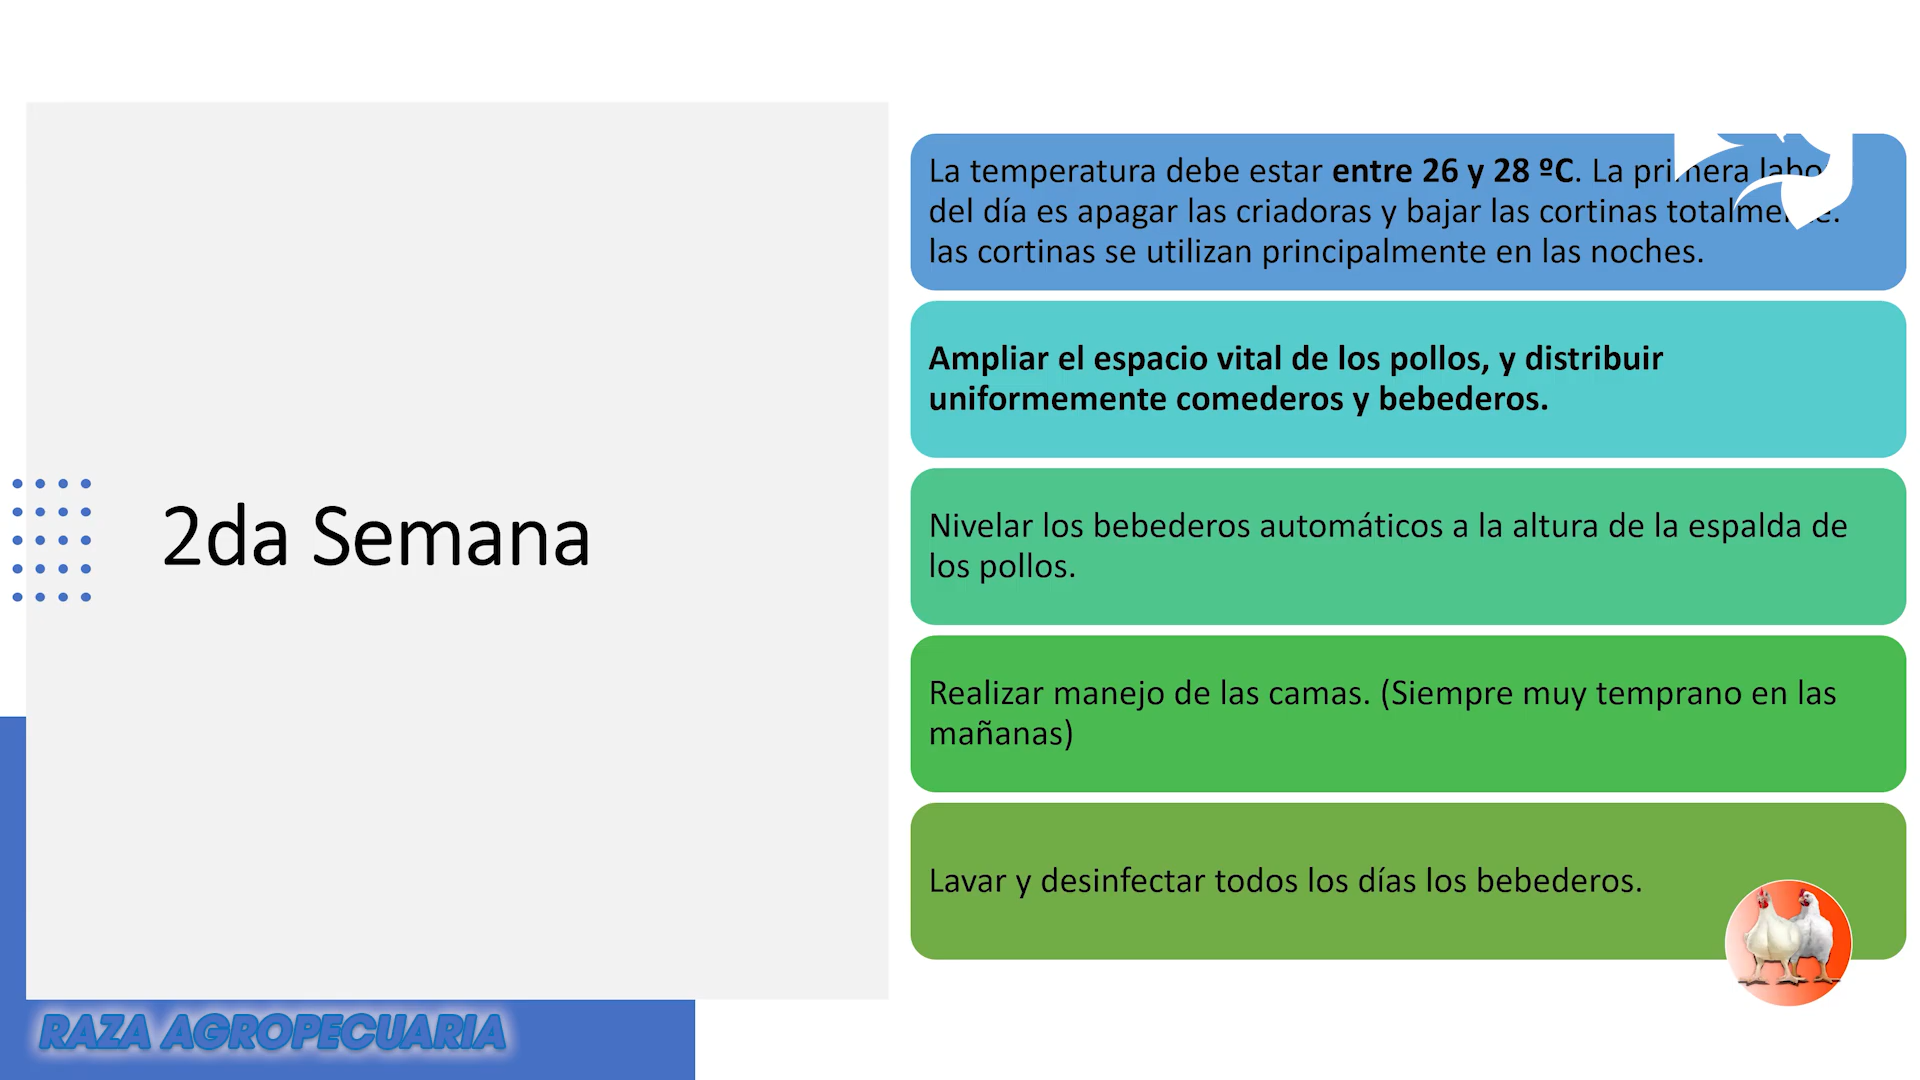 2da Semana
La temperatura debe estar entre 26 y 28 ºC. La primera labo
del día es apagar las criadoras y bajar las cortinas totalmente.
las cortinas se utilizan principalmente en las noches.
Ampliar el espacio vital de los pollos, y distribuir
uniformemente comederos y bebederos.
Nivelar los bebederos automáticos a la altura de la espalda de
los pollos.
Realizar manejo de las camas. (Siempre muy temprano en las
mañanas)
Lavar y desinfectar todos los días los bebederos.
RAZA AGROPECUARIA